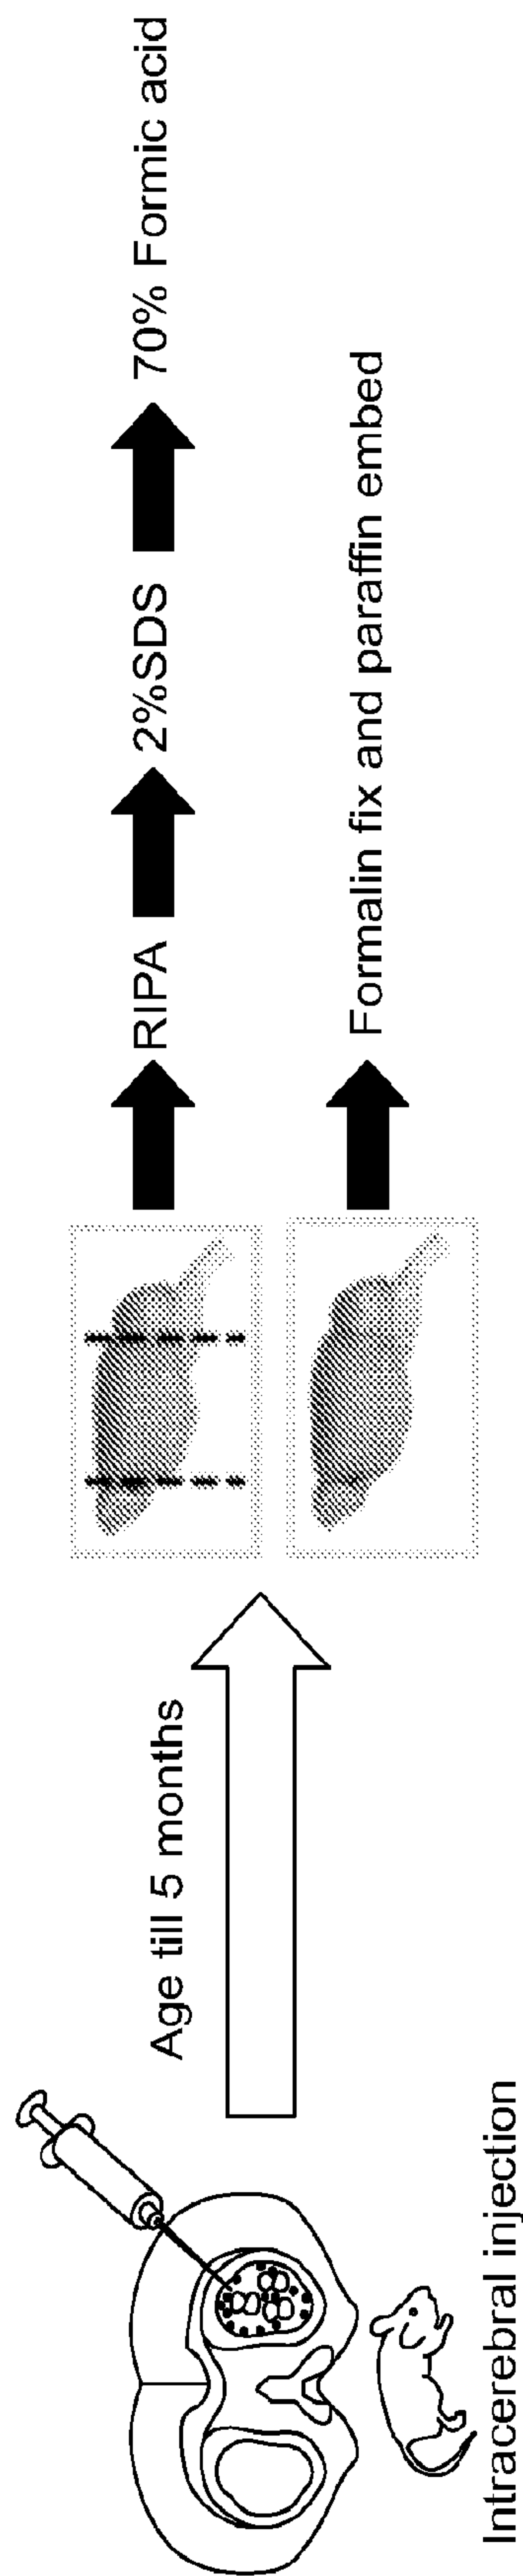 Intracerebral injection
Age till 5 months
RIPA
2%SDS
70% Formic acid
Formalin fix and paraffin embed